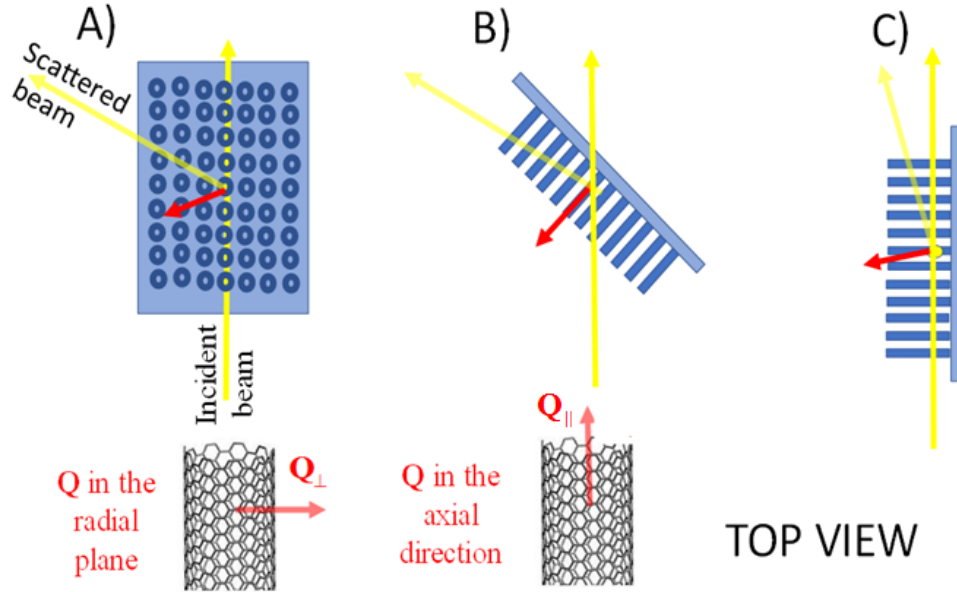 A)
B)
C)
Scattered
beam
Incident
beam
Q in the
radial
plane
Q⊥
Q in the
axial
direction
Q||
TOP VIEW